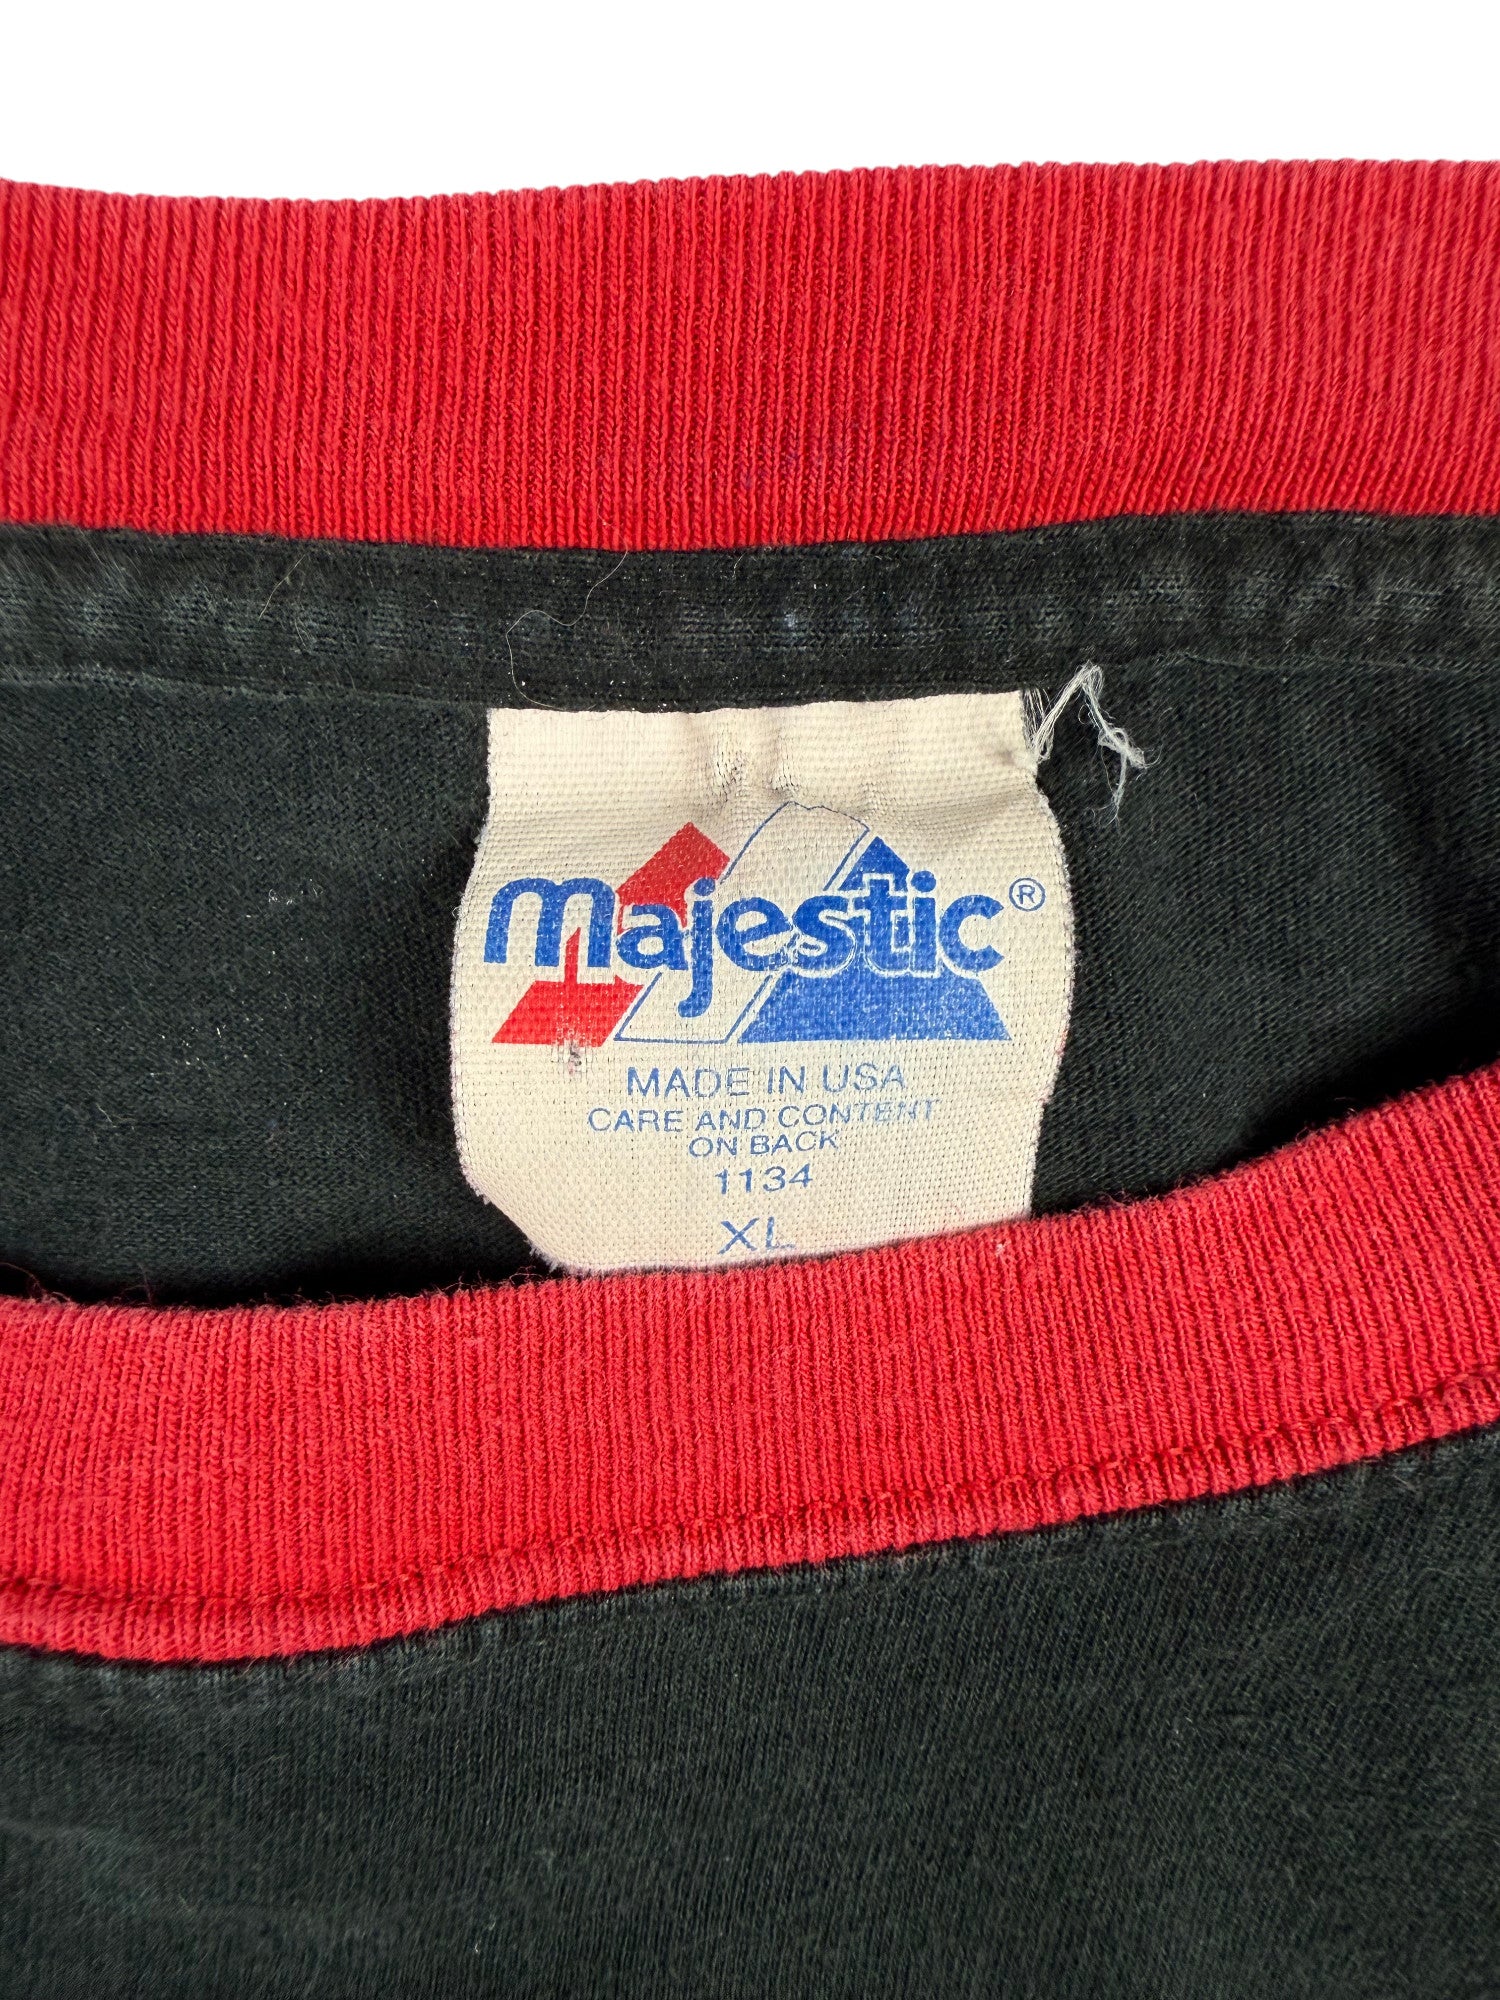 majestic®
MADE IN USA
CARE AND CONTENT
ON BACK
1134
XL